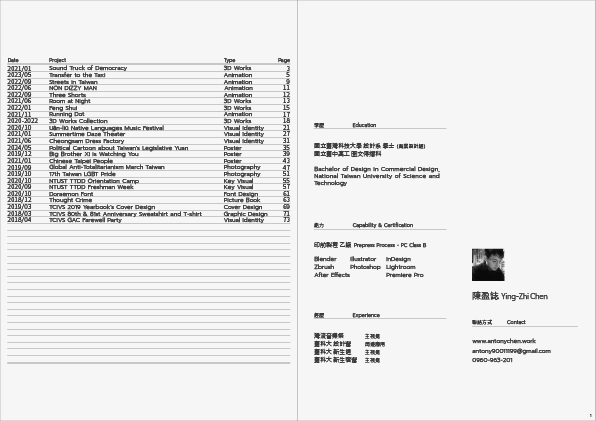 Date Project Type Page
2021/01 Sound Truck of Democracy 3D Works 3
2023/05 Transfer to the Taxi Animation 5
2022/09 Streets in Taiwan Animation 9
2022/06 NON DIZZY MAN Animation 11
2022/09 Three Shorts Animation 12
2021/06 Room at Night 3D Works 13
2022/01 Feng Shui 3D Works 15
2021/11 Running Dot Animation 17
2020-2022 3D Works Collection 3D Works 18
2020/10 Uân-liú Native Languages Music Festival Visual Identity 21
2021/01 Summertime Daze Theater Visual Identity 27
2021/06 Cheongsam Dress Factory Visual Identity 31
2024/05 Political Cartoon about Taiwan's Legislative Yuan Poster 35
2019/12 Big Brother Xi is Watching You Poster 39
2021/01 Chinese Taipei People Poster 43
2019/09 Global Anti-Totalitarianism March Taiwan Photography 47
2019/10 17th Taiwan LGBT Pride Photography 51
2020/10 NTUST TTDD Orientation Camp Key Visual 55
2020/09 NTUST TTDD Freshman Week Key Visual 57
2020/10 Doraemon Font Font Design 61
2018/12 Thought Crime Picture Book 63
2019/03 TCIVS 2019 Yearbook's Cover Design Cover Design 69
2018/03 TCIVS 80th & 81st Anniversary Sweatshirt and T-shirt Graphic Design 71
2018/04 TCIVS GAC Farewell Party Visual Identity 73
學歷 Education
國立臺灣科技大學 設計系 學士 (商業設計組)
國立臺中高工 圖文傳播科
Bachelor of Design in Commercial Design,
National Taiwan University of Science and
Technology
能力 Capability & Certification
印前製程 乙級 Prepress Process - PC Class B
Blender Illustrator InDesign
Zbrush Photoshop Lightroom
After Effects Premiere Pro
經歷 Experience
主視覺
臺科大 設計營
臺科大 新生週 主視覺
臺科大 新生宿營 主視覺
陳盈誌 Ying-Zhi Chen
聯絡方式 Contact
www.antonychen.work
antony90011199@gmail.com
0960-963-201
1